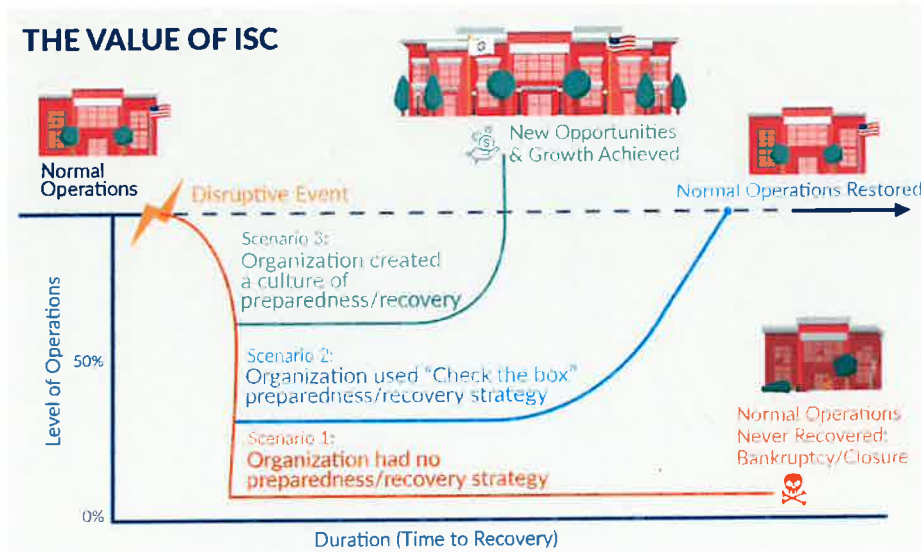 THE VALUE OF ISC
Normal
Operations
Disruptive Event
New Opportunities
& Growth Achieved
Normal Operations Restored
Scenario 3:
Organization created
a culture of
preparedness/recovery
Scenario 2:
Organization used "Check the box"
preparedness/recovery strategy
Scenario 1:
Organization had no
preparedness/recovery strategy
Normal Operations
Never Recovered:
Bankruptcy/Closure
Level of Operations
50%
0%
Duration (Time to Recovery)